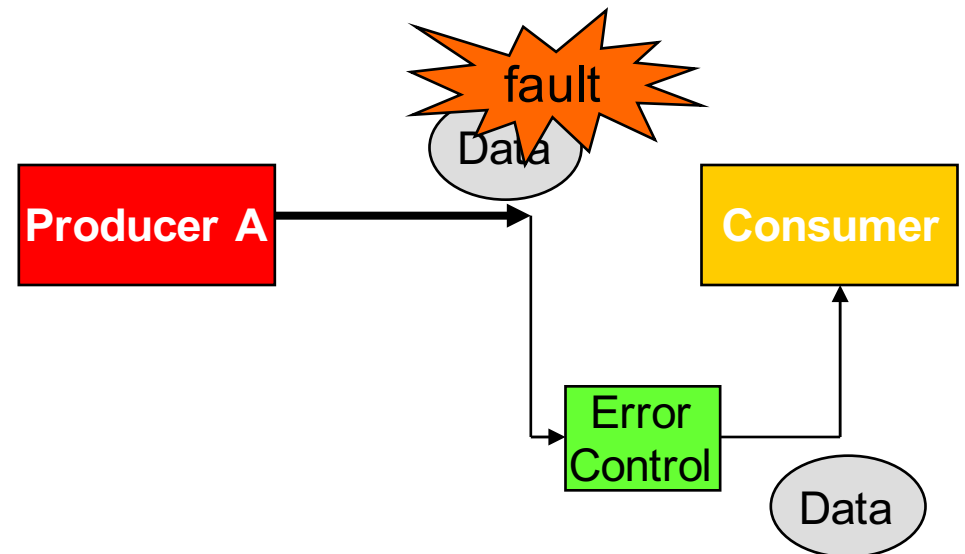 fault
Data
Producer A
Consumer
Error
Control
Data